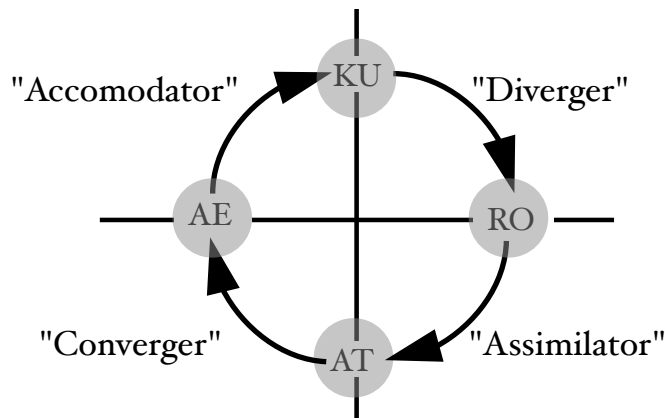 KU
"Accomodator"
"Diverger"
AE
RO
"Converger"
"Assimilator"
AT